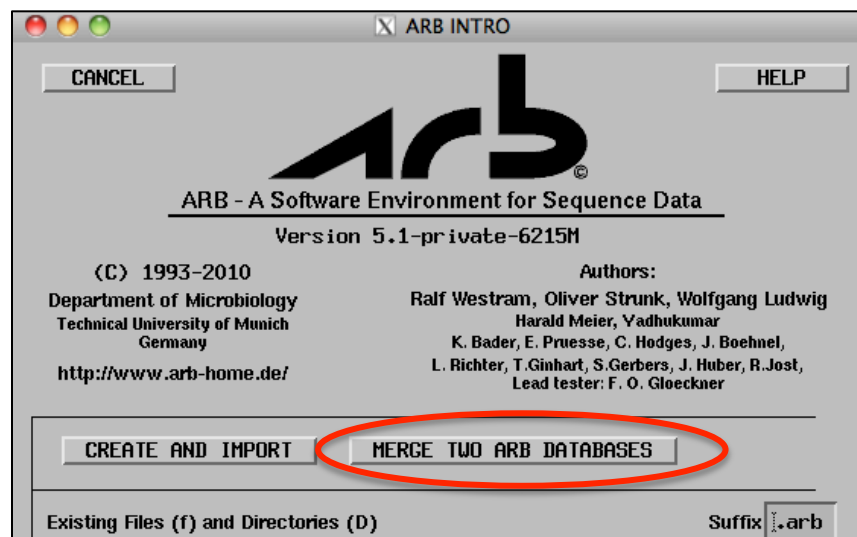 ARB INTRO
CANCEL
HELP
arb©
ARB - A Software Environment for Sequence Data
Version 5.1-private-6215M
(C) 1993-2010
Department of Microbiology
Technical University of Munich
Germany
http://www.arb-home.de/
Authors:
Ralf Westram, Oliver Strunk, Wolfgang Ludwig
Harald Meier, Yadhukumar
K. Bader, E. Pruesse, C. Hodges, J. Boehnel,
L. Richter, T.Ginhart, S.Gerbers, J. Huber, R.Jost,
Lead tester: F. O. Gloeckner
CREATE AND IMPORT
MERGE TWO ARB DATABASES
Existing Files (f) and Directories (D)
Suffix .arb